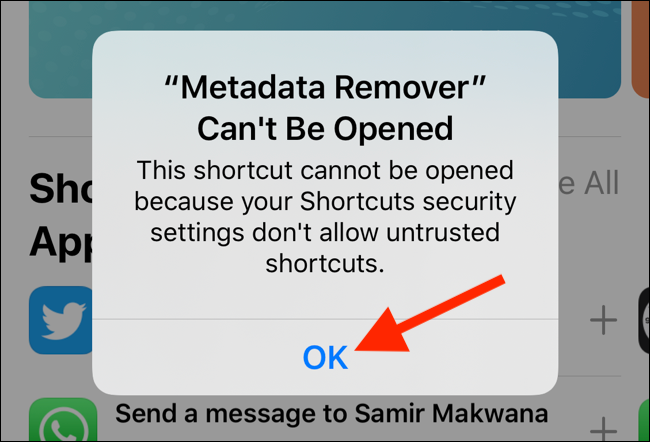 “Metadata Remover”
Can't Be Opened
This shortcut cannot be opened
because your Shortcuts security
settings don't allow untrusted
shortcuts.
Sho
e All
App
OK
Send a message to Samir Makwana